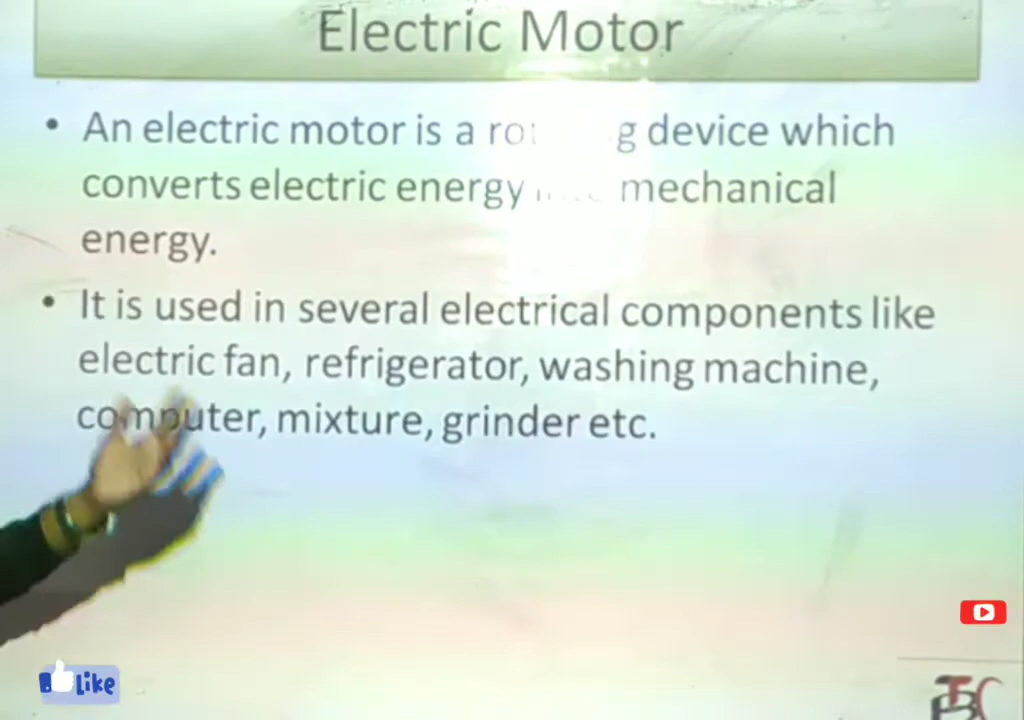 Electric Motor
• An electric motor is a device which
converts electric energy mechanical
energy.
• It is used in several electrical components like
electric fan, refrigerator, washing machine,
computer, mixture, grinder etc.
Like